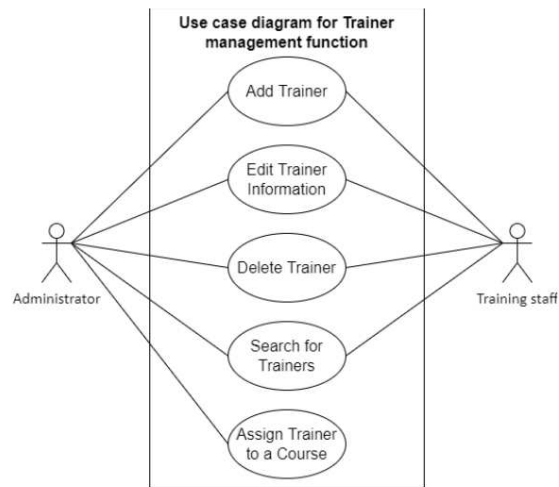 Use case diagram for Trainer
management function
Add Trainer
Edit Trainer
Information
Delete Trainer
Administrator
Training staff
Search for
Trainers
Assign Trainer
to a Course